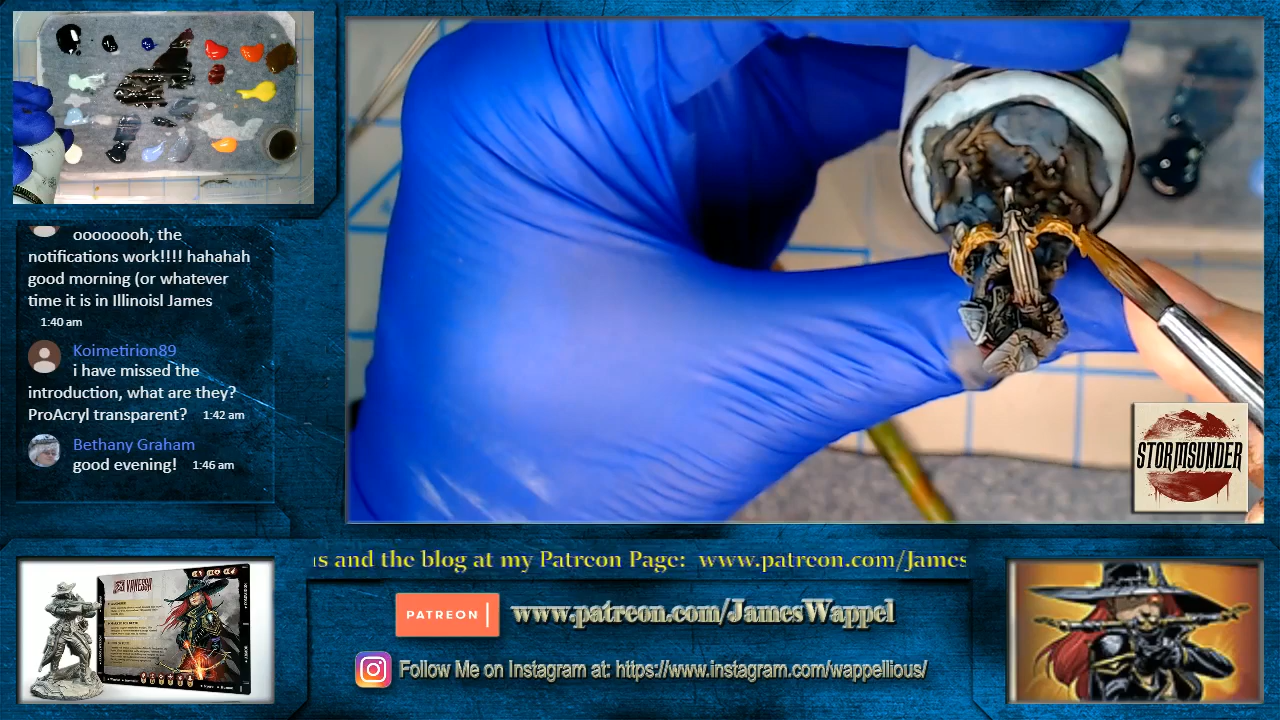 oooooooh, the
notifications work!!!! hahahah
good morning (or whatever
time it is in Illinoisl James
1:40 am
Koimetirion89
i have missed the
introduction, what are they?
ProAcryl transparent? 1:42 am
Bethany Graham
good evening! 1:46 am
STORMSUNDER
VANESSA
us and the blog at my Patreon Page: www.patreon.com/James
PATREON
www.patreon.com/JamesWappel
Follow Me on Instagram at: https://www.instagram.com/wappellious/